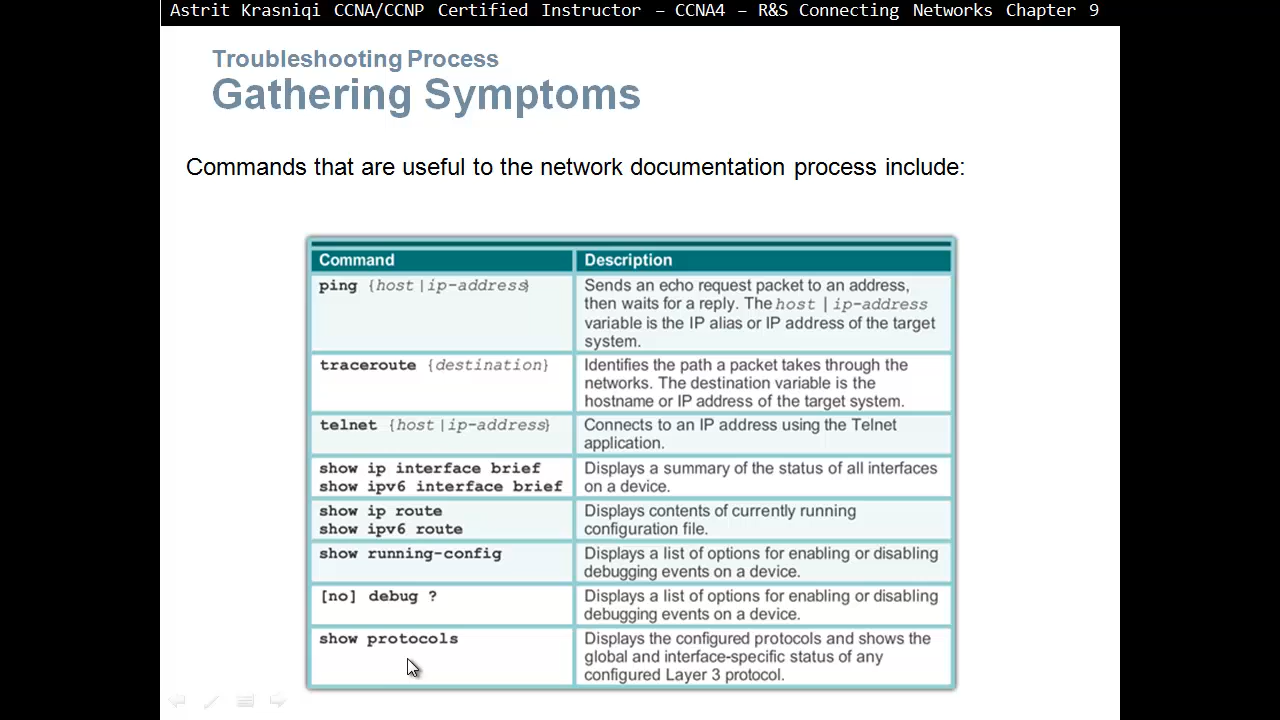 Astrit Krasniqi CCNA/CCNP Certified Instructor – CCNA4 – R&S Connecting Networks Chapter 9
Troubleshooting Process
Gathering Symptoms
Commands that are useful to the network documentation process include:
Command
Description
ping {host|ip-address}
Sends an echo request packet to an address,
then waits for a reply. The host | ip-address
variable is the IP alias or IP address of the target
system.
traceroute {destination}
Identifies the path a packet takes through the
networks. The destination variable is the
hostname or IP address of the target system.
telnet {host|ip-address}
Connects to an IP address using the Telnet
application.
show ip interface brief
show ipv6 interface brief
Displays a summary of the status of all interfaces
on a device.
show ip route
show ipv6 route
Displays contents of currently running
configuration file.
show running-config
Displays a list of options for enabling or disabling
debugging events on a device.
[no] debug ?
Displays a list of options for enabling or disabling
debugging events on a device.
show protocols
Displays the configured protocols and shows the
global and interface-specific status of any
configured Layer 3 protocol.